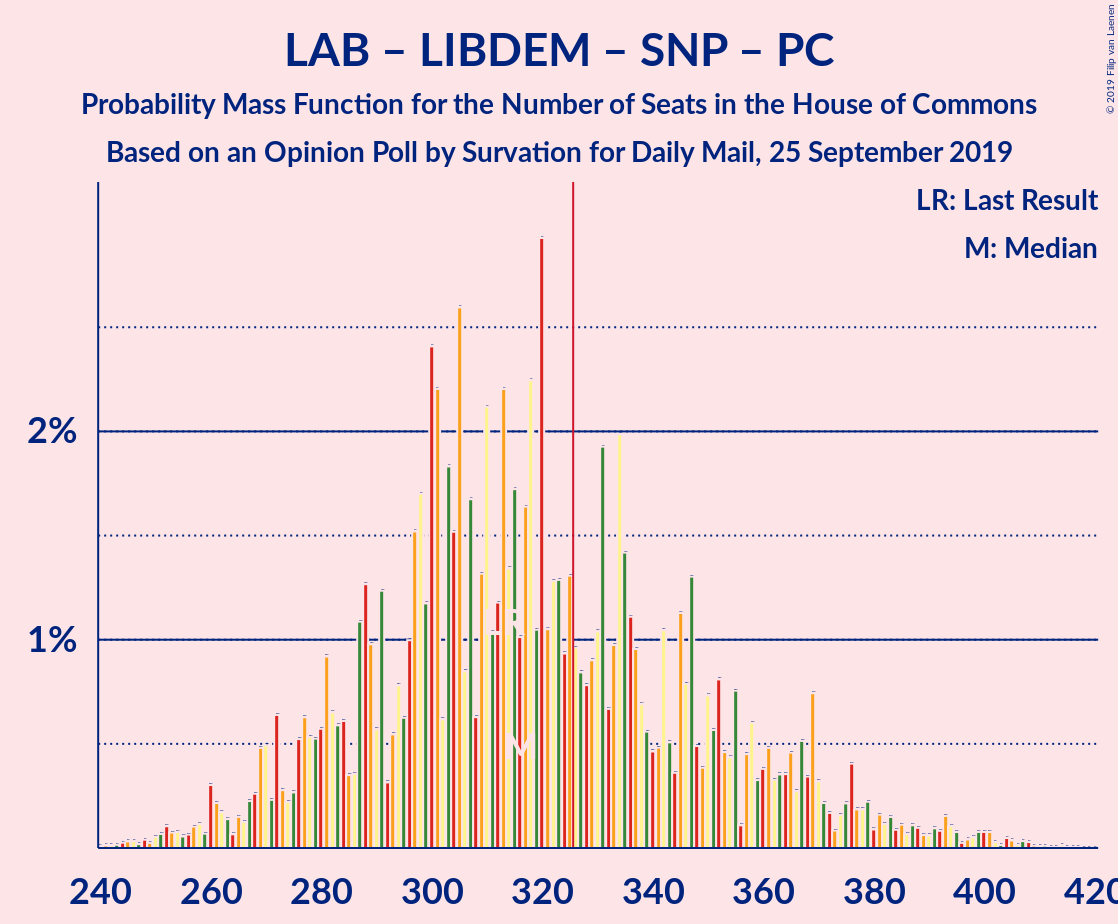 LAB – LIBDEM – SNP – PC
Probability Mass Function for the Number of Seats in the House of Commons
Based on an Opinion Poll by Survation for Daily Mail, 25 September 2019
© 2019 Filip van Laenen
LR: Last Result
M: Median
2%
1%
240 260 280 300 320 340 360 380 400 420